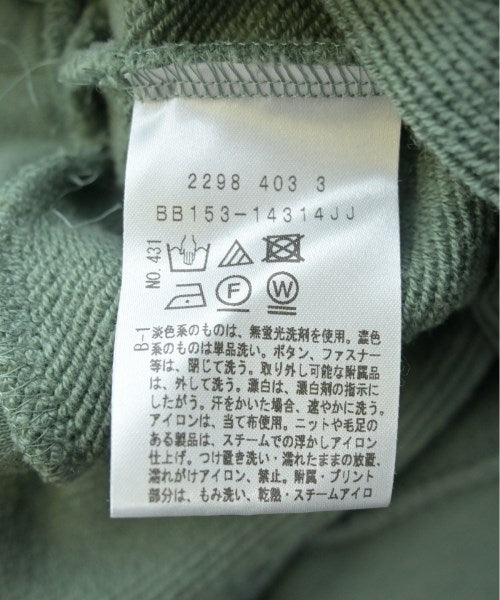 2298 403 3
BB153-14314JJ
NO. 431
F W
B-1
淡色系のものは、無蛍光洗剤を使用。濃色
系のものは単品洗い。ボタン、ファスナー
等は、閉じて洗う。取り外し可能な附属品
は、外して洗う。漂白は、漂白剤の指示に
したがう。汗をかいた場合、速やかに洗う。
アイロンは、当て布使用。ニットや毛足の
ある製品は、スチームでの浮かしアイロン
仕上げ。つけ置き洗い・濡れたままの放置、
濡れがけアイロン、禁止。附属・プリント
部分は、もみ洗い、乾熱・スチームアイロ